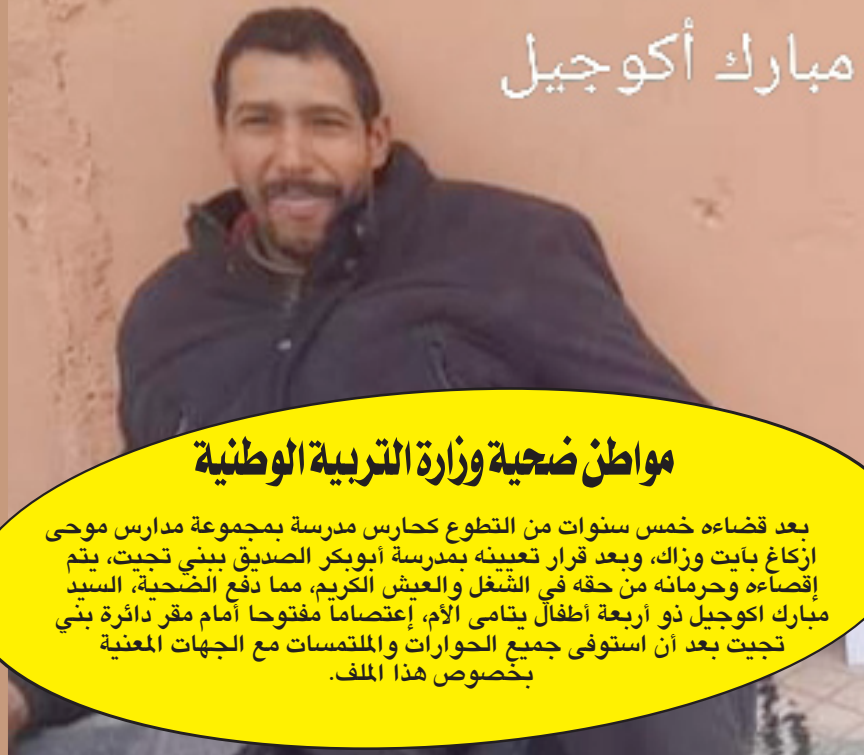 مبارك أكوجيل
مواطن ضحية وزارة التربية الوطنية
بعد قضاءه خمس سنوات من التطوع كحارس مدرسة بمجموعة مدارس موحى
ازكاغ بآيت وزاك، وبعد قرار تعيينه بمدرسة أبوبكر الصديق ببني تجيت، يتم
إقصاءه وحرمانه من حقه في الشغل والعيش الكريم، مما دفع الضحية، السيد
مبارك اكوجيل ذو أربعة أطفال يتامى الأم، إعتصاما مفتوحا أمام مقر دائرة بني
تجيت بعد أن استوفى جميع الحوارات والملتمسات مع الجهات المعنية
بخصوص هذا الملف.